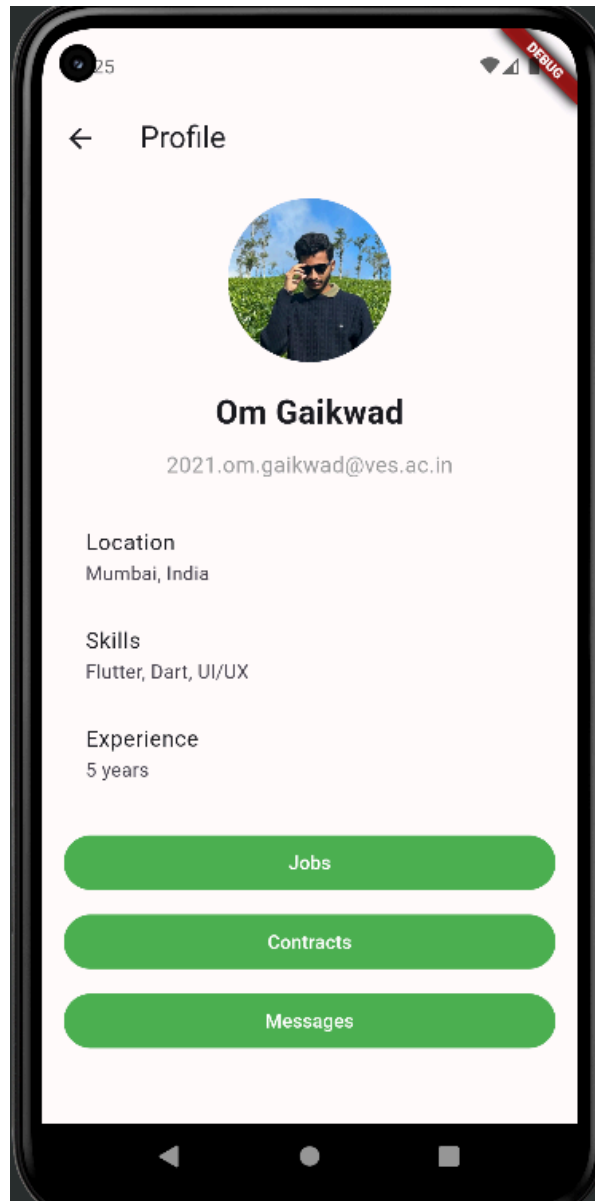 25
DEBUG
Profile
Om Gaikwad
2021.om.gaikwad@ves.ac.in
Location
Mumbai, India
Skills
Flutter, Dart, UI/UX
Experience
5 years
Jobs
Contracts
Messages